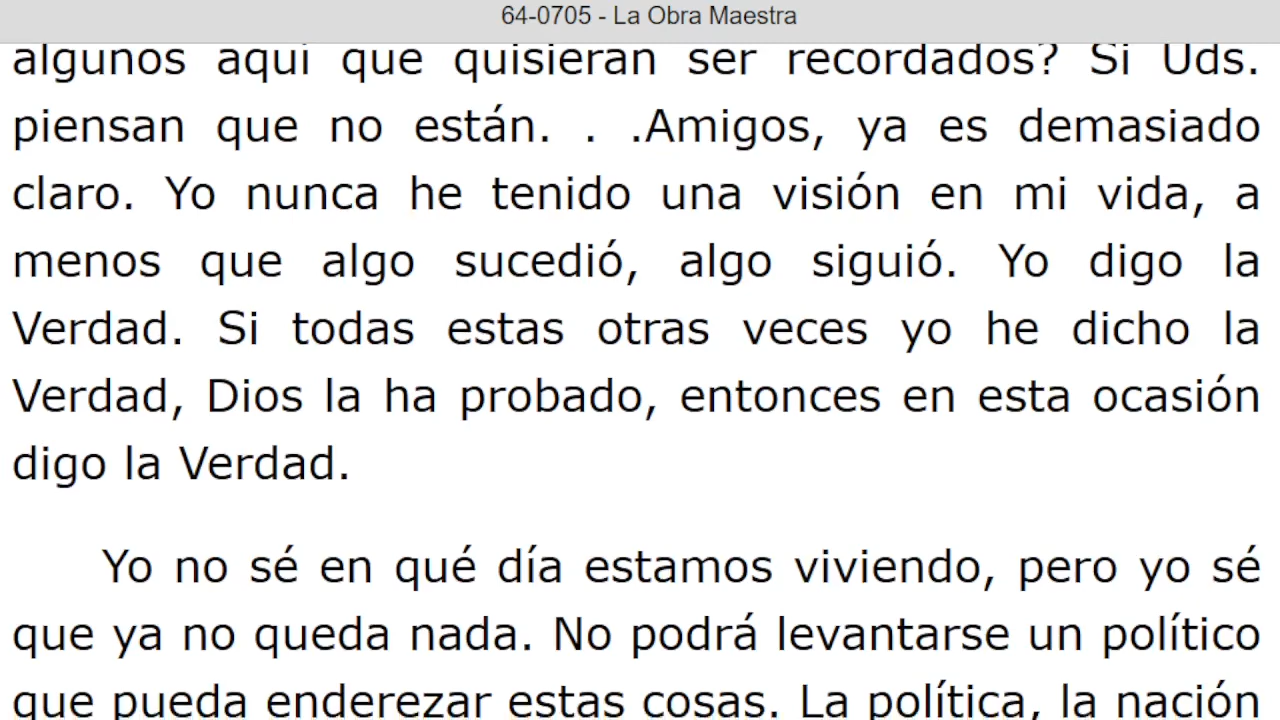 64-0705 - La Obra Maestra
algunos aquí que quisieran ser recordados? Si Uds.
piensan que no están. . .Amigos, ya es demasiado
claro. Yo nunca he tenido una visión en mi vida, a
menos que algo sucedió, algo siguió. Yo digo la
Verdad. Si todas estas otras veces yo he dicho la
Verdad, Dios la ha probado, entonces en esta ocasión
digo la Verdad.
Yo no sé en qué día estamos viviendo, pero yo sé
que ya no queda nada. No podrá levantarse un político
que pueda enderezar estas cosas. La política, la nación